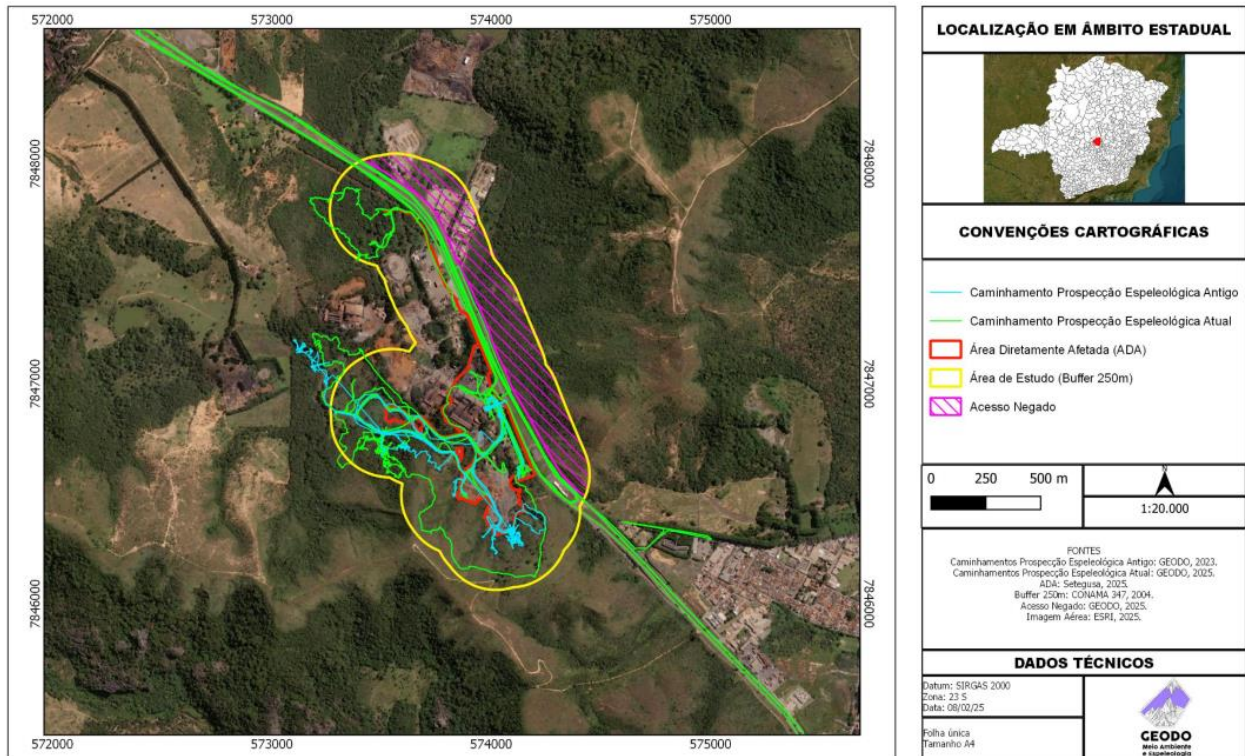 572000 573000 574000 575000
7848000 7848000
7847000 7847000
7846000 7846000
572000 573000 574000 575000
LOCALIZAÇÃO EM ÂMBITO ESTADUAL
CONVENÇÕES CARTOGRÁFICAS
Caminhamento Prospecção Espeleológica Antigo
Caminhamento Prospecção Espeleológica Atual
Área Diretamente Afetada (ADA)
Área de Estudo (Buffer 250m)
Acesso Negado
0 250 500 m
N
1:20.000
FONTES
Caminhamentos Prospecção Espeleológica Antigo: GEODO, 2023.
Caminhamentos Prospecção Espeleológica Atual: GEODO, 2025.
ADA: Setegusa, 2025.
Buffer 250m: CONAMA 347, 2004.
Acesso Negado: GEODO, 2025.
Imagem Aérea: ESRI, 2025.
DADOS TÉCNICOS
Datum: SIRGAS 2000
Zona: 23 S
Data: 08/02/25
Folha única
Tamanho A4
GEODO
Meio Ambiente
e Espeleologia